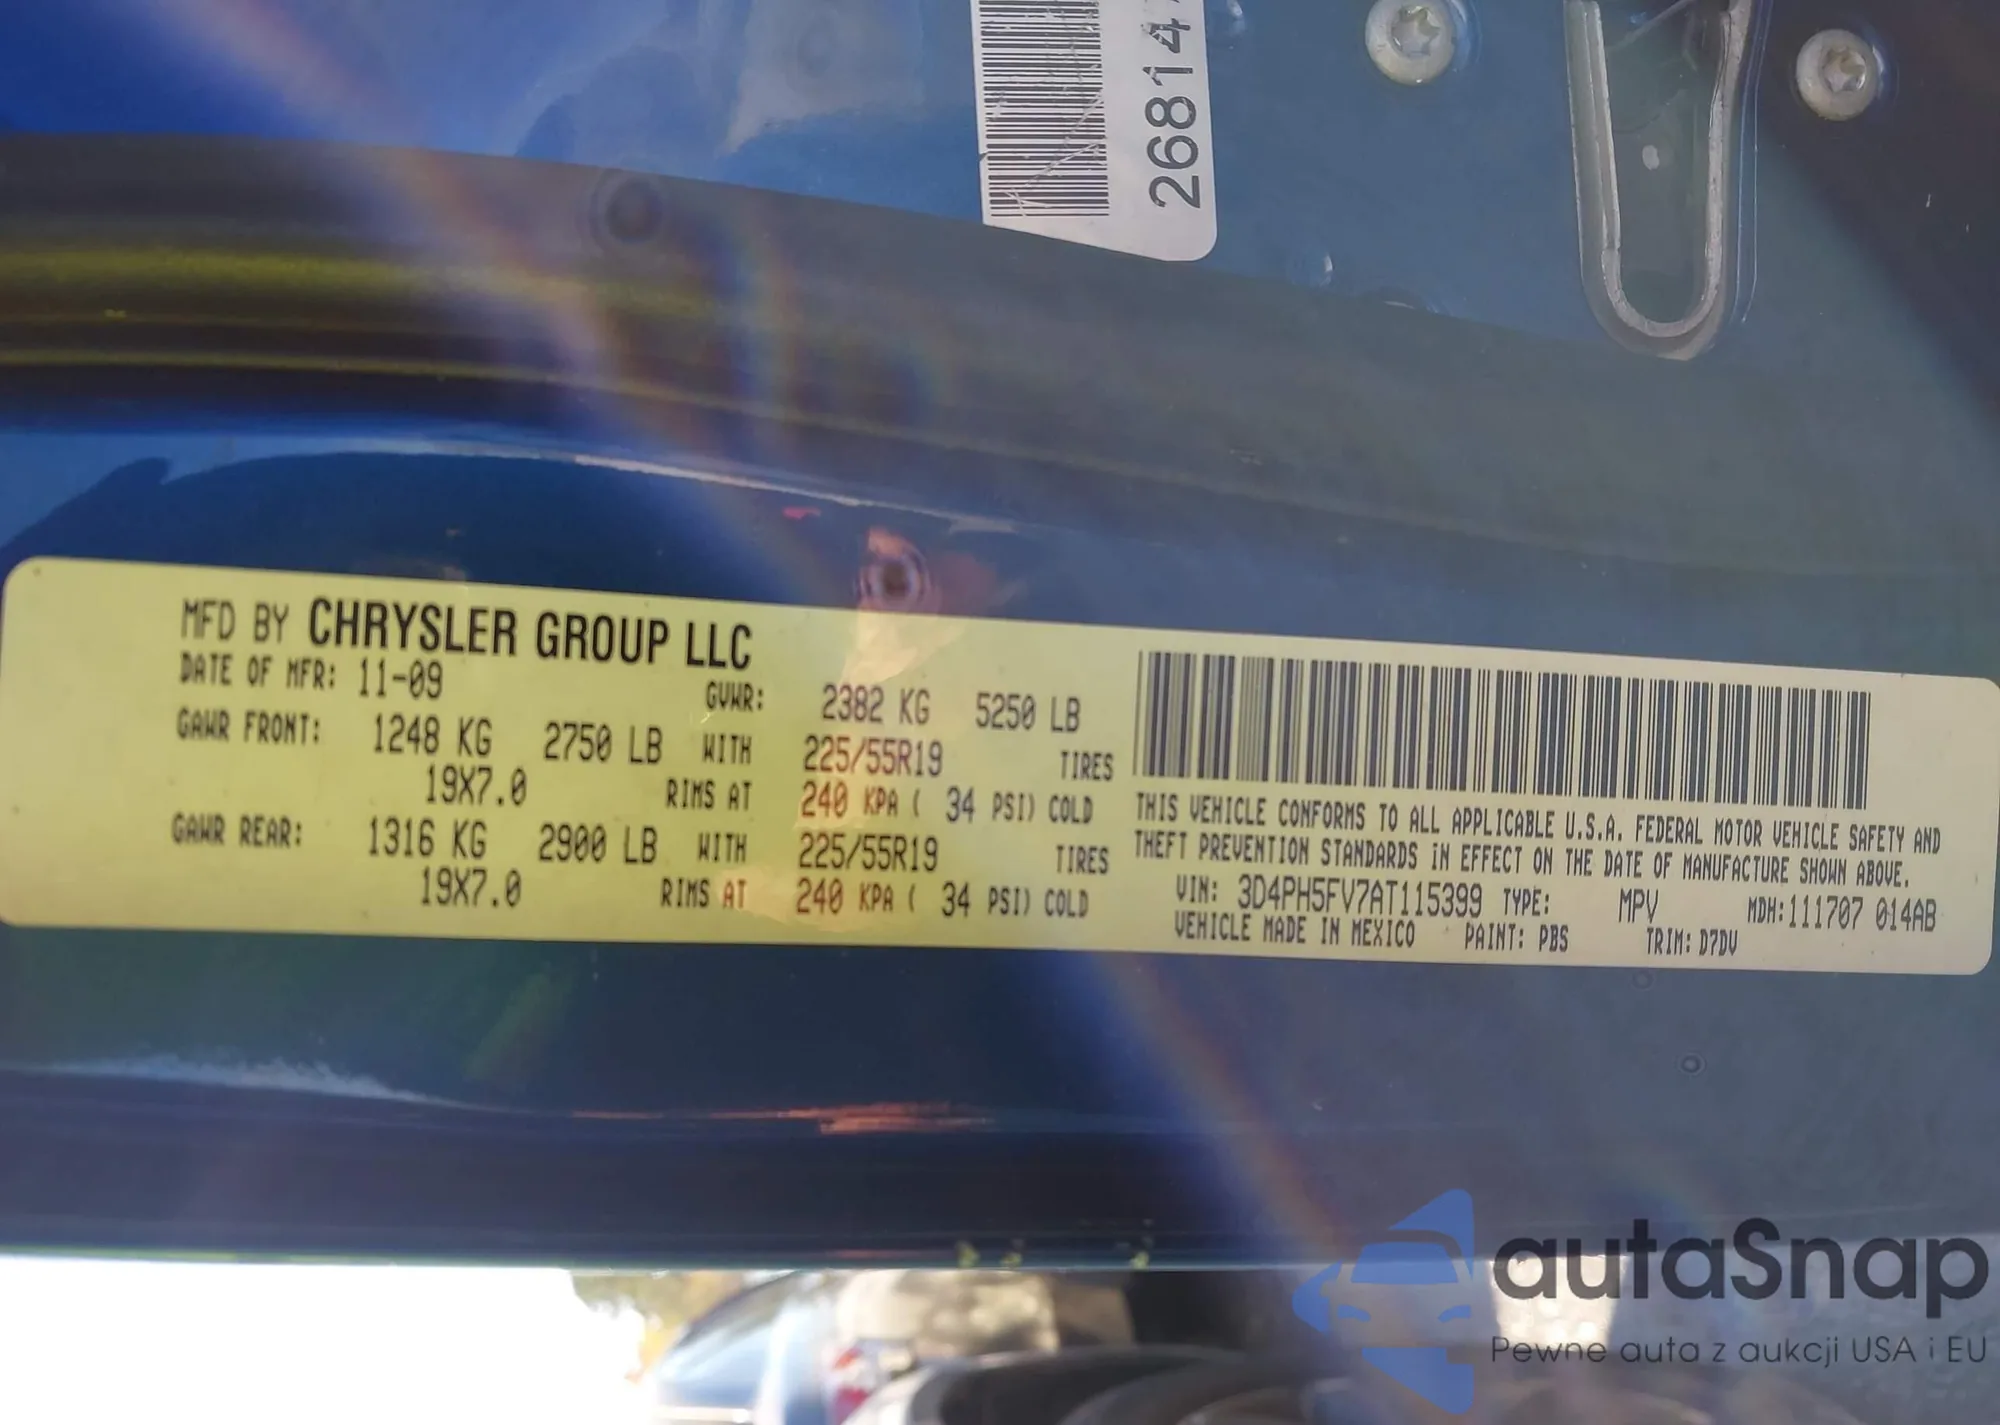 26814
MFD BY CHRYSLER GROUP LLC
DATE OF MFR: 11-09 GVWR: 2382 KG 5250 LB
GAWR FRONT: 1248 KG 2750 LB WITH 225/55R19 TIRES
19X7.0 RIMS AT 240 KPA ( 34 PSI) COLD
GAWR REAR: 1316 KG 2900 LB WITH 225/55R19 TIRES
19X7.0 RIMS AT 240 KPA ( 34 PSI) COLD
THIS VEHICLE CONFORMS TO ALL APPLICABLE U.S.A. FEDERAL MOTOR VEHICLE SAFETY AND
THEFT PREVENTION STANDARDS IN EFFECT ON THE DATE OF MANUFACTURE SHOWN ABOVE.
VIN: 3D4PH5FV7AT115399 TYPE: MPV MDH: 111707 014AB
VEHICLE MADE IN MEXICO PAINT: PBS TRIM: D7DV
autaSnap
Pewne auta z aukcji USA i EU